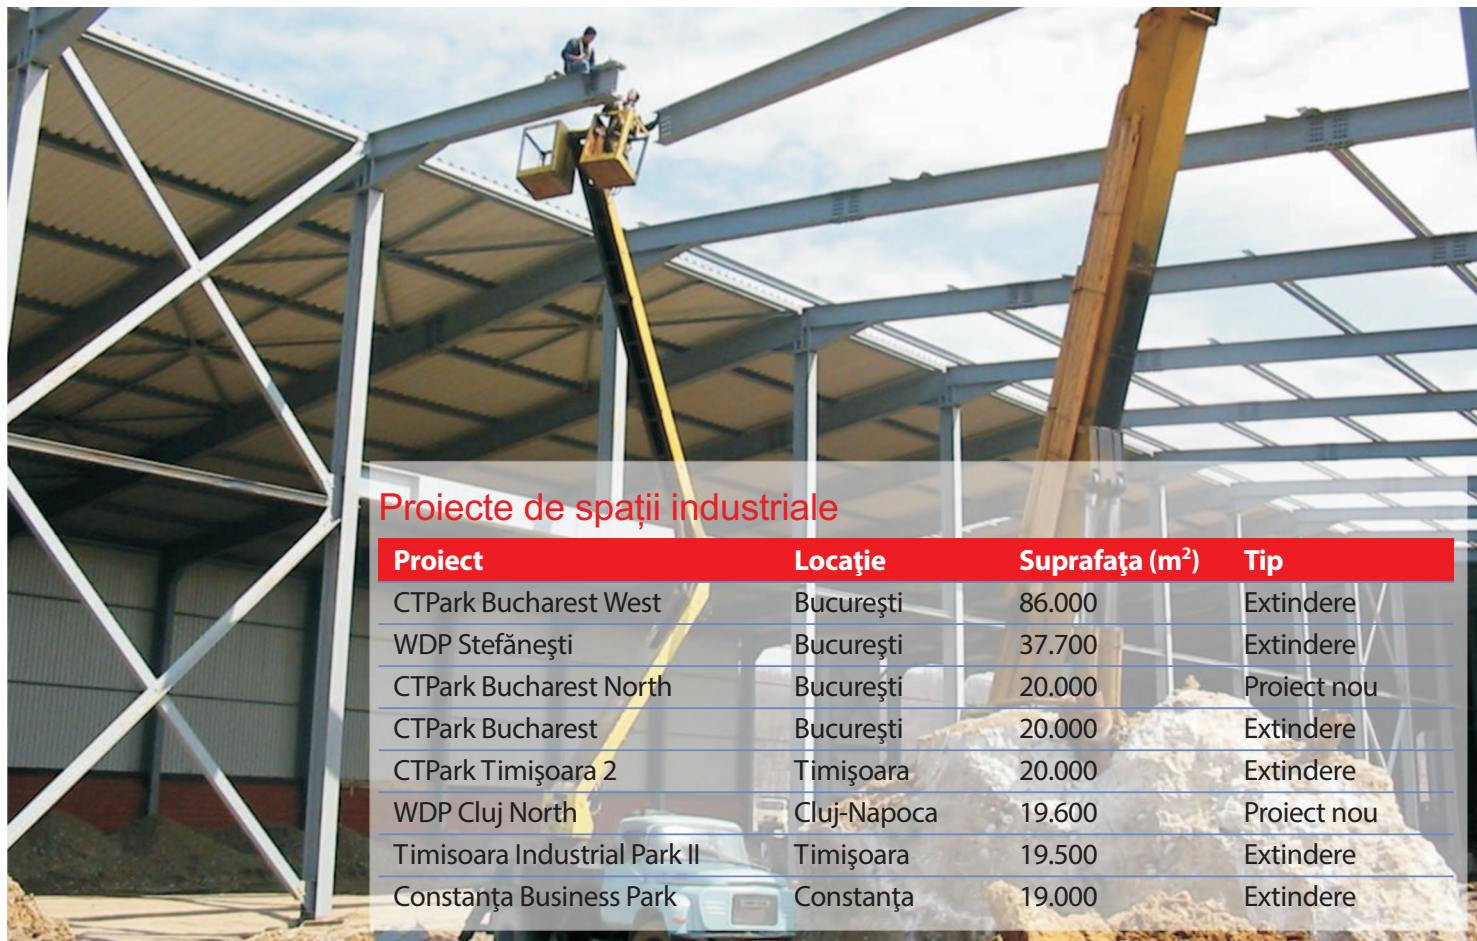 Proiecte de spații industriale
Proiect Locaţie Suprafaţa (m²) Tip
CTPark Bucharest West Bucureşti 86.000 Extindere
WDP Stefăneşti Bucureşti 37.700 Extindere
CTPark Bucharest North Bucureşti 20.000 Proiect nou
CTPark Bucharest Bucureşti 20.000 Extindere
CTPark Timişoara 2 Timişoara 20.000 Extindere
WDP Cluj North Cluj-Napoca 19.600 Proiect nou
Timisoara Industrial Park II Timişoara 19.500 Extindere
Constanţa Business Park Constanţa 19.000 Extindere